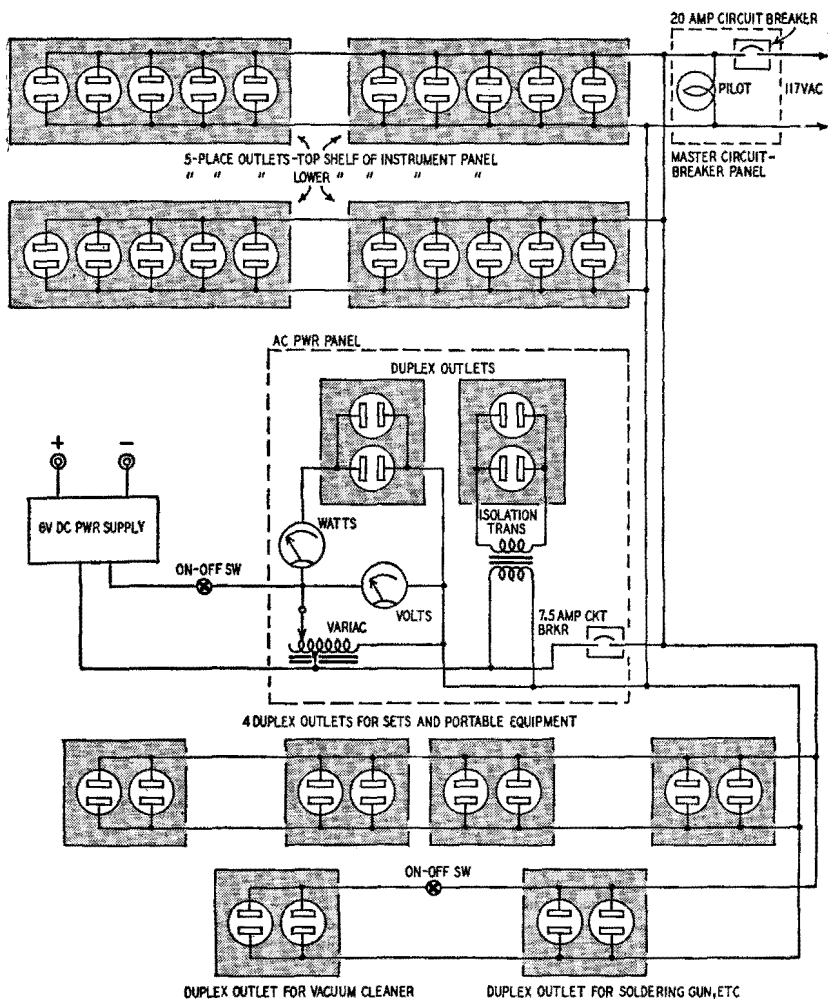 20 AMP CIRCUIT BREAKER
PILOT
117VAC
MASTER CIRCUIT-
BREAKER PANEL
5-PLACE OUTLETS-TOP SHELF OF INSTRUMENT PANEL
" " " LOWER " " " "
AC PWR PANEL
DUPLEX OUTLETS
+ −
6V DC PWR SUPPLY
WATTS
ISOLATION
TRANS
ON-OFF SW
VOLTS
VARIAC
7.5 AMP CKT
BRKR
4 DUPLEX OUTLETS FOR SETS AND PORTABLE EQUIPMENT
ON-OFF SW
DUPLEX OUTLET FOR VACUUM CLEANER
DUPLEX OUTLET FOR SOLDERING GUN, ETC